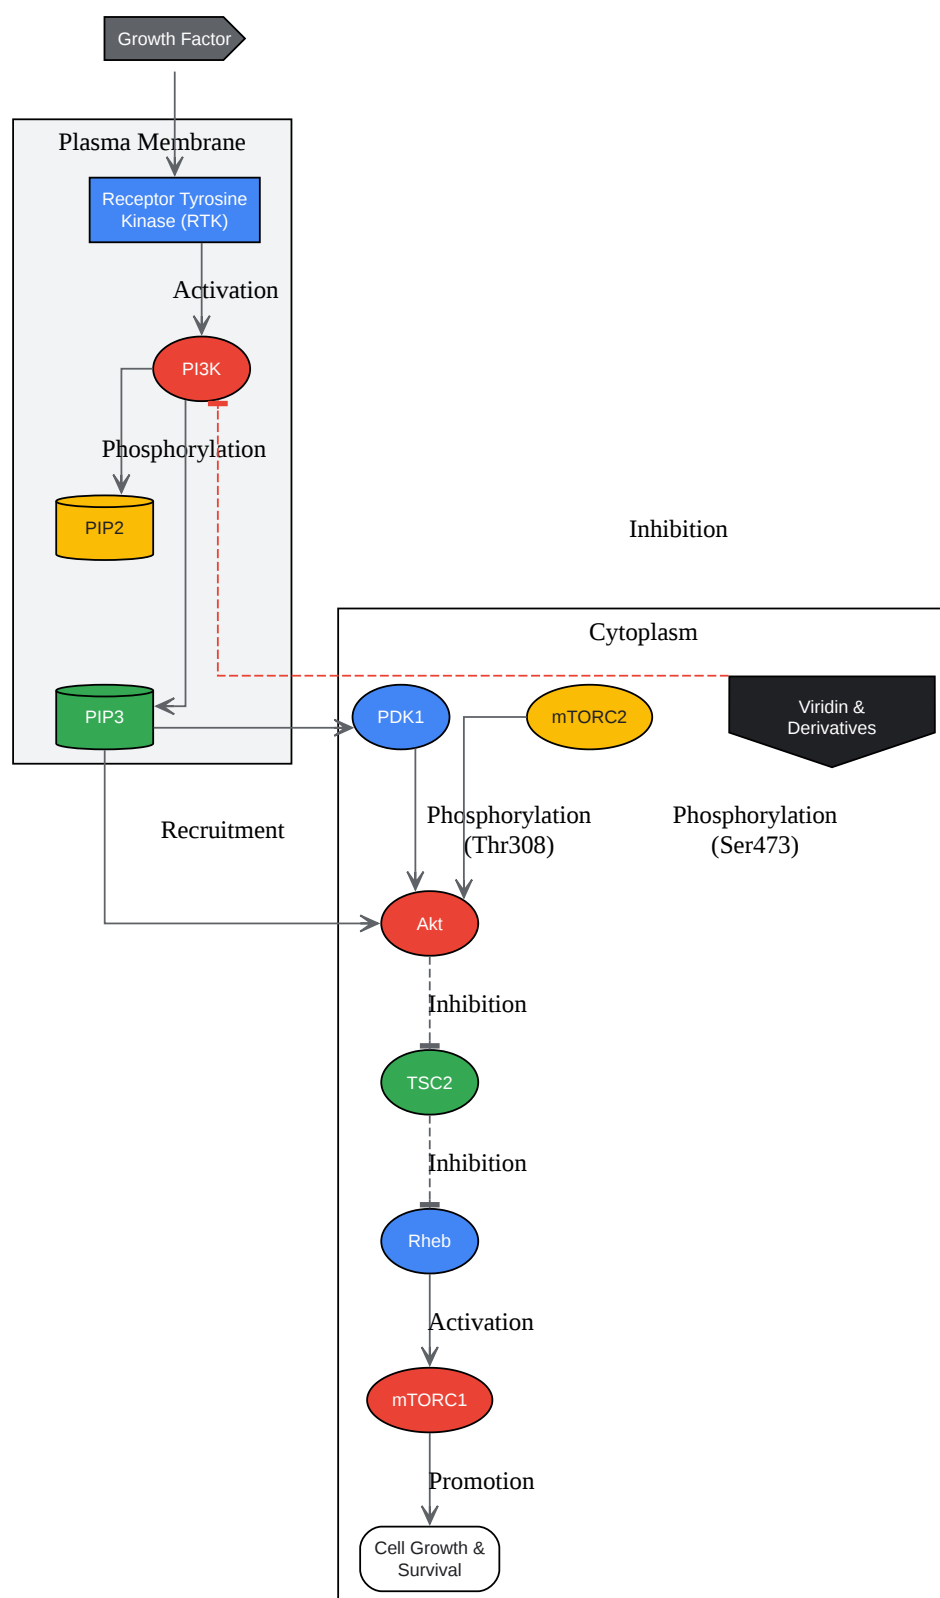 Growth Factor
Plasma Membrane
Receptor Tyrosine
Kinase (RTK)
Activation
PI3K
Phosphorylation
PIP2
Inhibition
Cytoplasm
PIP3
PDK1
mTORC2
Viridin &
Derivatives
Recruitment
Phosphorylation
(Thr308)
Phosphorylation
(Ser473)
Akt
Inhibition
TSC2
Inhibition
Rheb
Activation
mTORC1
Promotion
Cell Growth &
Survival